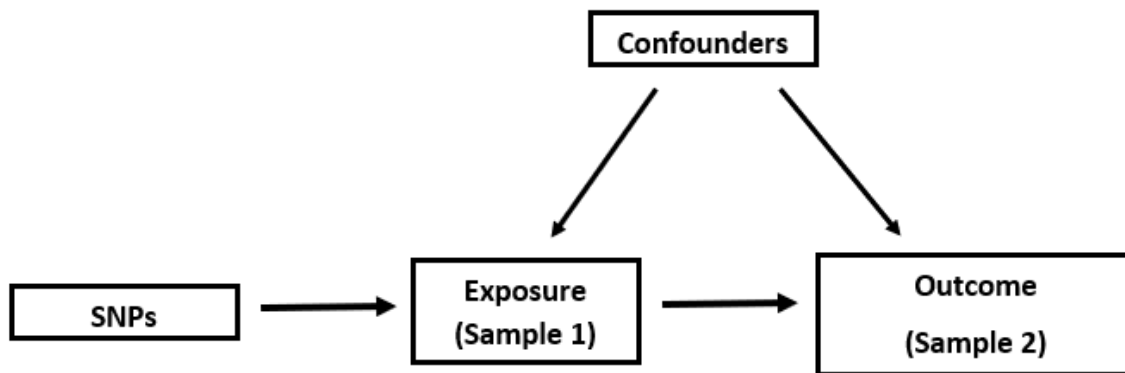 Confounders
SNPs
Exposure
(Sample 1)
Outcome
(Sample 2)